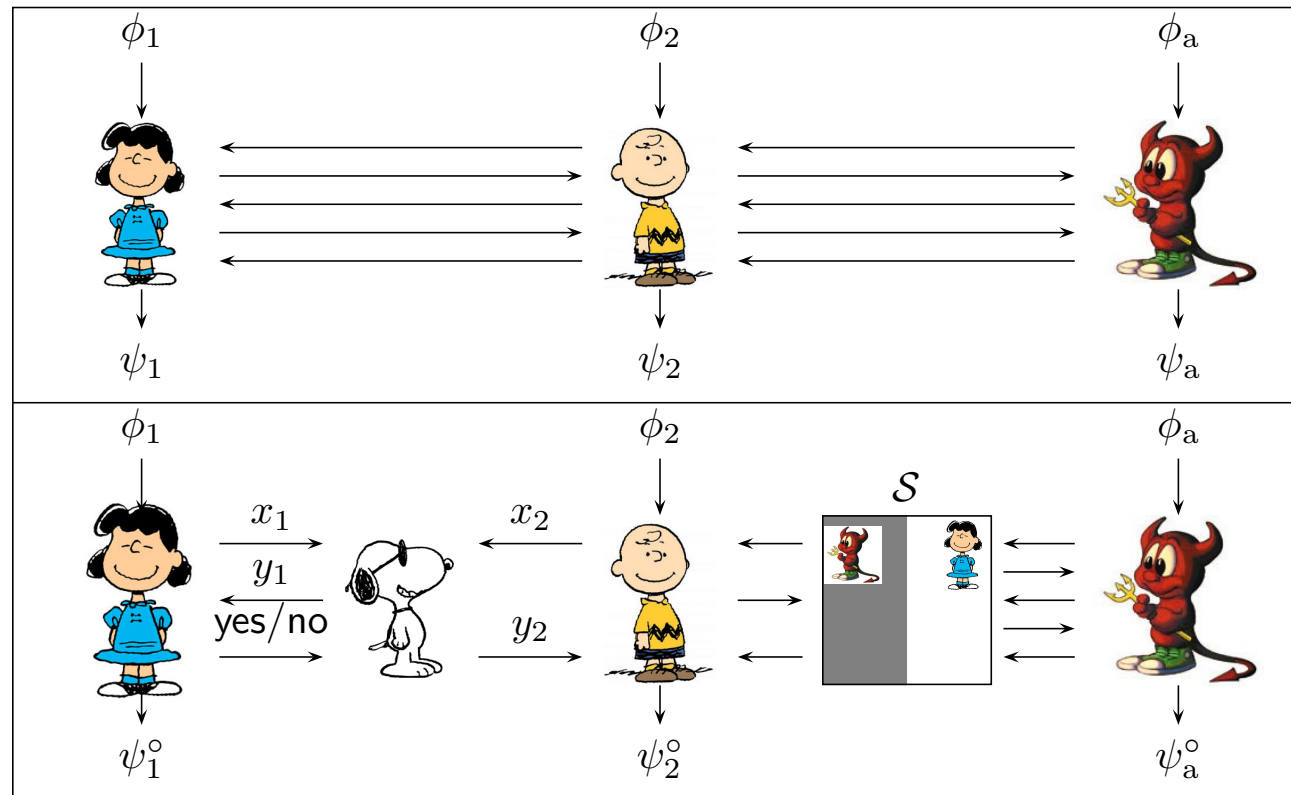 ϕ₁ ϕ₂ ϕₐ
ψ₁ ψ₂ ψₐ
ϕ₁ ϕ₂ ϕₐ
𝒮
x₁ x₂
y₁
yes/no y₂
ψ₁° ψ₂° ψₐ°